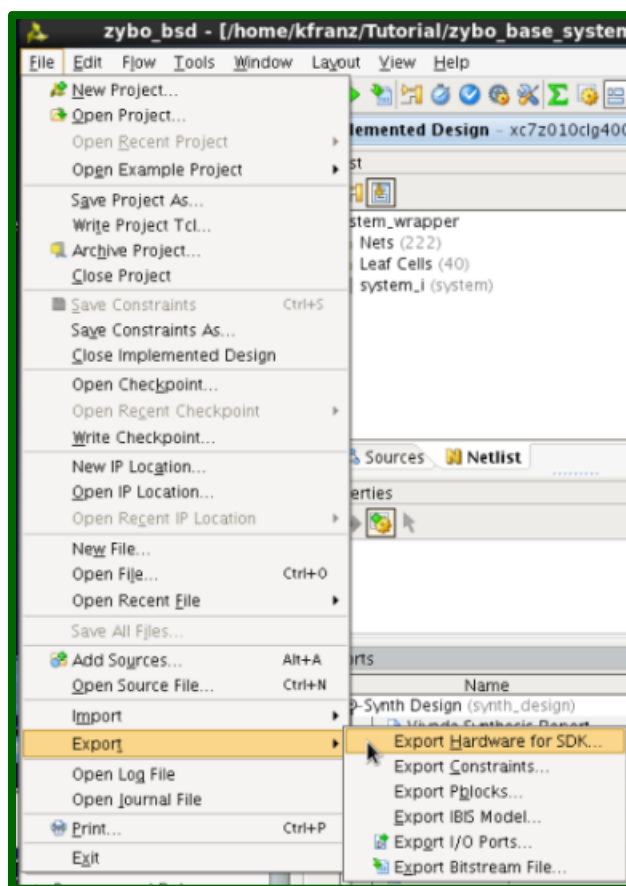 zybo_bsd - [/home/kfranz/Tutorial/zybo_base_system
File Edit Flow Tools Window Layout View Help
New Project...
Open Project...
Open Recent Project
Open Example Project
Save Project As...
Write Project Tcl...
Archive Project...
Close Project
Save Constraints Ctrl+S
Save Constraints As...
Close Implemented Design
Open Checkpoint...
Open Recent Checkpoint
Write Checkpoint...
New IP Location...
Open IP Location...
Open Recent IP Location
New File...
Open File... Ctrl+O
Open Recent File
Save All Files...
Add Sources... Alt+A
Open Source File... Ctrl+N
Import
Export
Open Log File
Open Journal File
Print... Ctrl+P
Exit
lemented Design - xc7z010clg400
st
stem_wrapper
Nets (222)
Leaf Cells (40)
system_i (system)
Sources Netlist
erties
rts
Name
Synth Design (synth_design)
Vivado Synthesis Report
Export Hardware for SDK...
Export Constraints...
Export Pblocks...
Export IBIS Model...
Export I/O Ports...
Export Bitstream File...